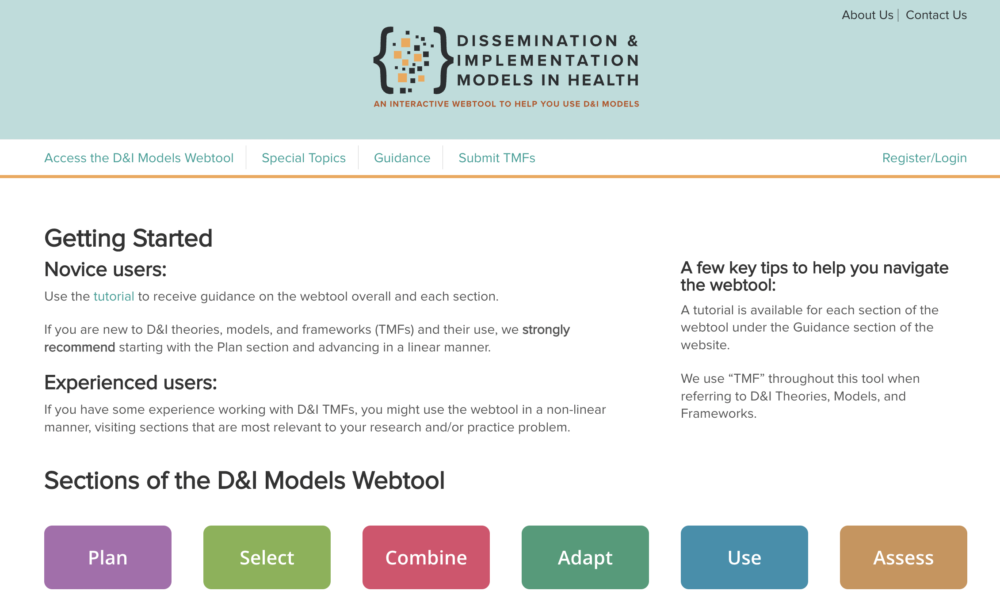 About Us
Contact Us
DISSEMINATION &
IMPLEMENTATION
MODELS IN HEALTH
AN INTERACTIVE WEBTOOL TO HELP YOU USE D&I MODELS
Access the D&I Models Webtool
Special Topics
Guidance
Submit TMFs
Register/Login
Getting Started
Novice users:
Use the tutorial to receive guidance on the webtool overall and each section.
If you are new to D&I theories, models, and frameworks (TMFs) and their use, we strongly
recommend starting with the Plan section and advancing in a linear manner.
Experienced users:
If you have some experience working with D&I TMFs, you might use the webtool in a non-linear
manner, visiting sections that are most relevant to your research and/or practice problem.
A few key tips to help you navigate
the webtool:
A tutorial is available for each section of the
webtool under the Guidance section of the
website.
We use “TMF” throughout this tool when
referring to D&I Theories, Models, and
Frameworks.
Sections of the D&I Models Webtool
Plan
Select
Combine
Adapt
Use
Assess